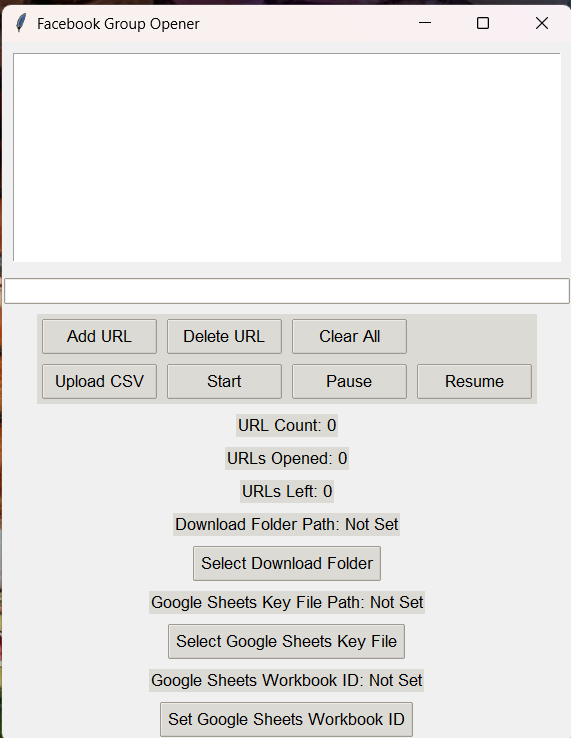 Facebook Group Opener
Add URL Delete URL Clear All
Upload CSV Start Pause Resume
URL Count: 0
URLs Opened: 0
URLs Left: 0
Download Folder Path: Not Set
Select Download Folder
Google Sheets Key File Path: Not Set
Select Google Sheets Key File
Google Sheets Workbook ID: Not Set
Set Google Sheets Workbook ID